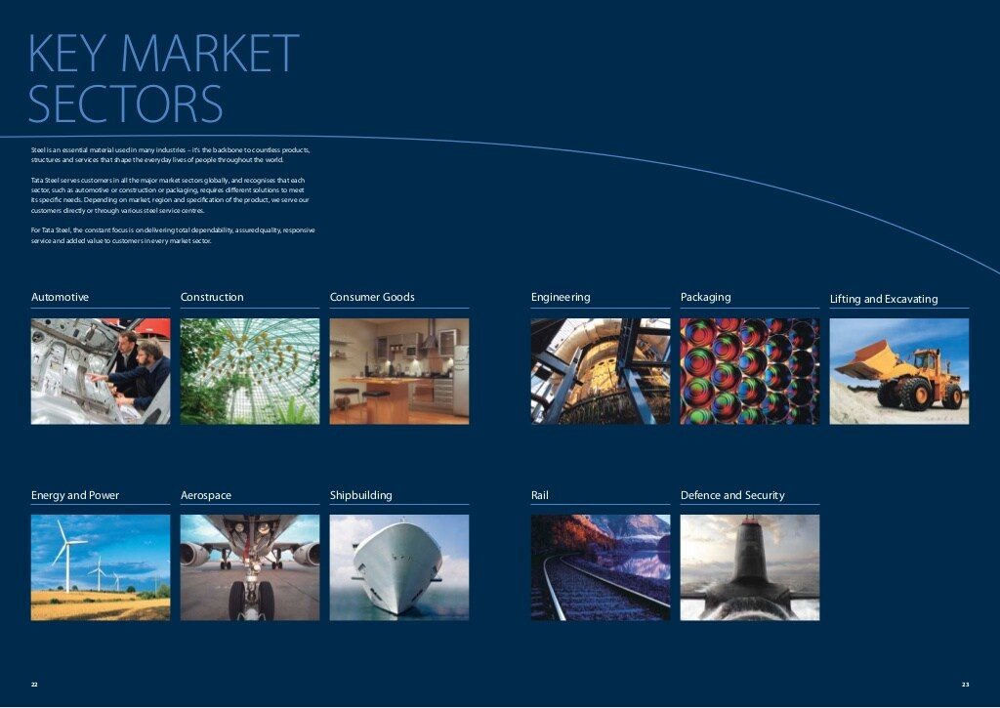 KEY MARKET
SECTORS
Steel is an essential material used in many industries – it's the backbone to countless products,
structures and services that shape the everyday lives of people throughout the world.
Tata Steel serves customers in all the major market sectors globally, and recognises that each
sector, such as automotive or construction or packaging, requires different solutions to meet
its specific needs. Depending on market, region and specification of the product, we serve our
customers directly or through various steel service centres.
For Tata Steel, the constant focus is on delivering total dependability, assured quality, responsive
service and added value to customers in every market sector.
Automotive
Construction
Consumer Goods
Engineering
Packaging
Lifting and Excavating
Energy and Power
Aerospace
Shipbuilding
Rail
Defence and Security
22
23